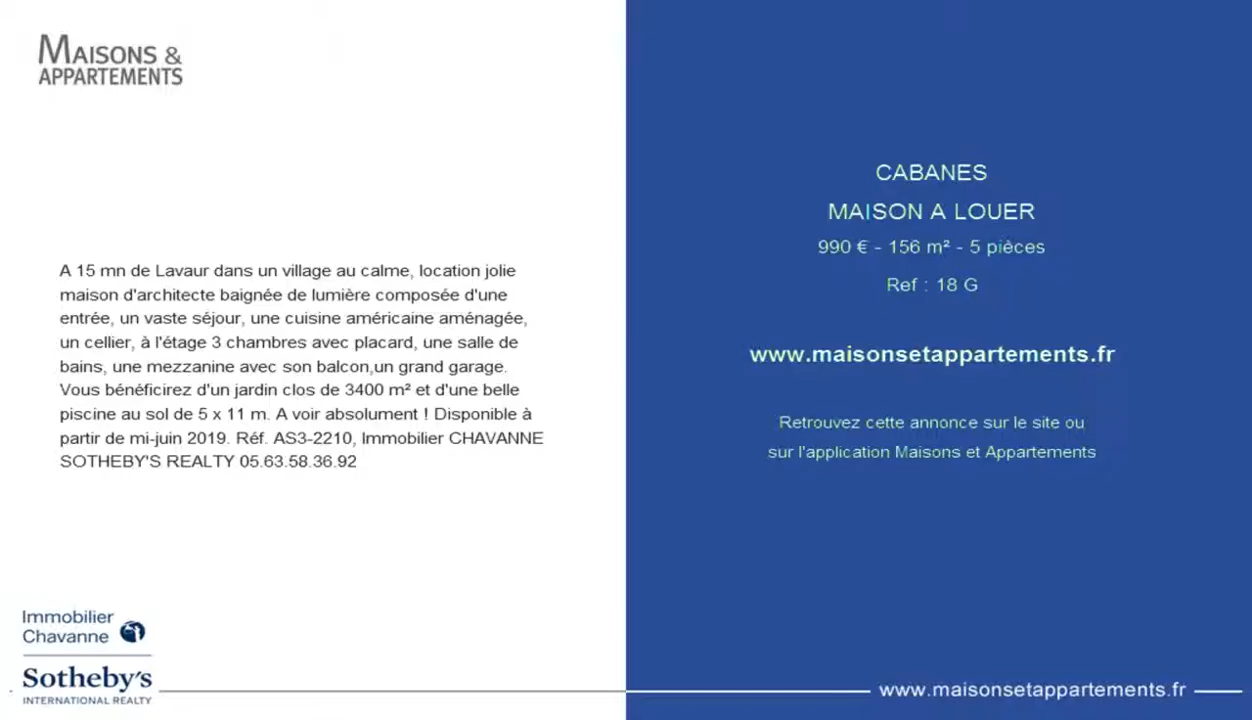 MAISONS &
APPARTEMENTS
A 15 mn de Lavaur dans un village au calme, location jolie
maison d'architecte baignée de lumière composée d'une
entrée, un vaste séjour, une cuisine américaine aménagée,
un cellier, à l'étage 3 chambres avec placard, une salle de
bains, une mezzanine avec son balcon,un grand garage.
Vous bénéficirez d'un jardin clos de 3400 m² et d'une belle
piscine au sol de 5 x 11 m. A voir absolument ! Disponible à
partir de mi-juin 2019. Réf. AS3-2210, Immobilier CHAVANNE
SOTHEBY'S REALTY 05.63.58.36.92
Immobilier
Chavanne
Sotheby's
INTERNATIONAL REALTY
CABANES
MAISON A LOUER
990 € - 156 m² - 5 pièces
Ref : 18 G
www.maisonsetappartements.fr
Retrouvez cette annonce sur le site ou
sur l'application Maisons et Appartements
www.maisonsetappartements.fr